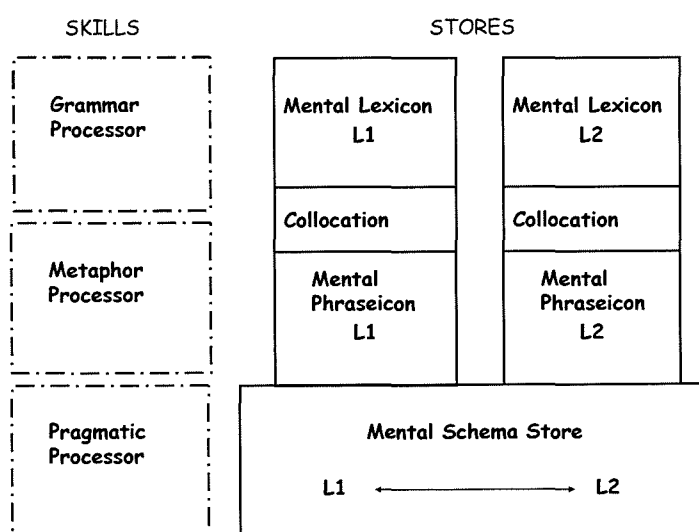 SKILLS
STORES
Grammar
Processor
Mental Lexicon
L1
Mental Lexicon
L2
Collocation
Collocation
Metaphor
Processor
Mental
Phraseicon
L1
Mental
Phraseicon
L2
Pragmatic
Processor
Mental Schema Store
L1
L2